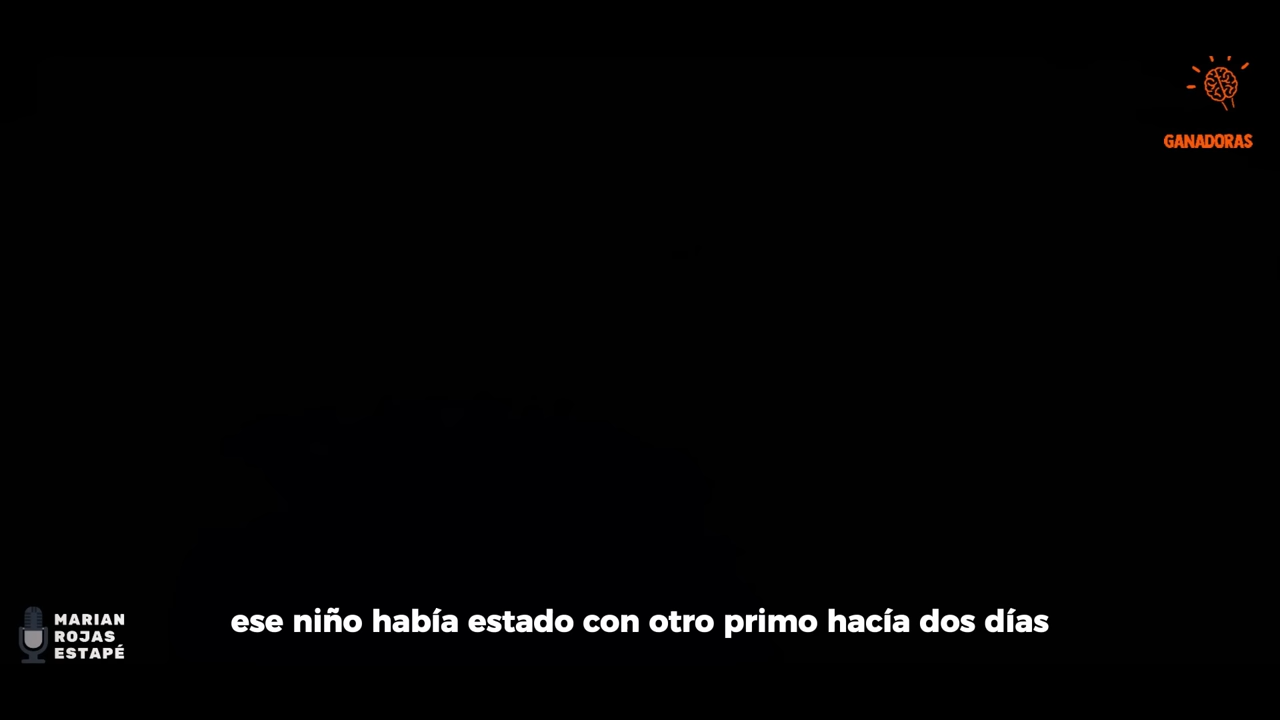 GANADORAS
MARIAN
ROJAS
ESTAPÉ
ese niño había estado con otro primo hacía dos días